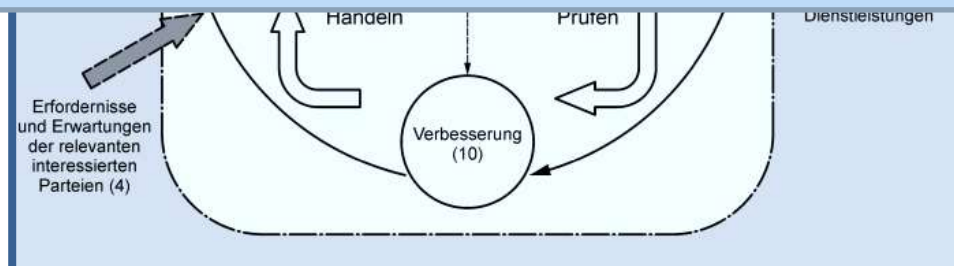 Handeln
Prüfen
Dienstleistungen
Erfordernisse
und Erwartungen
der relevanten
interessierten
Parteien (4)
Verbesserung
(10)